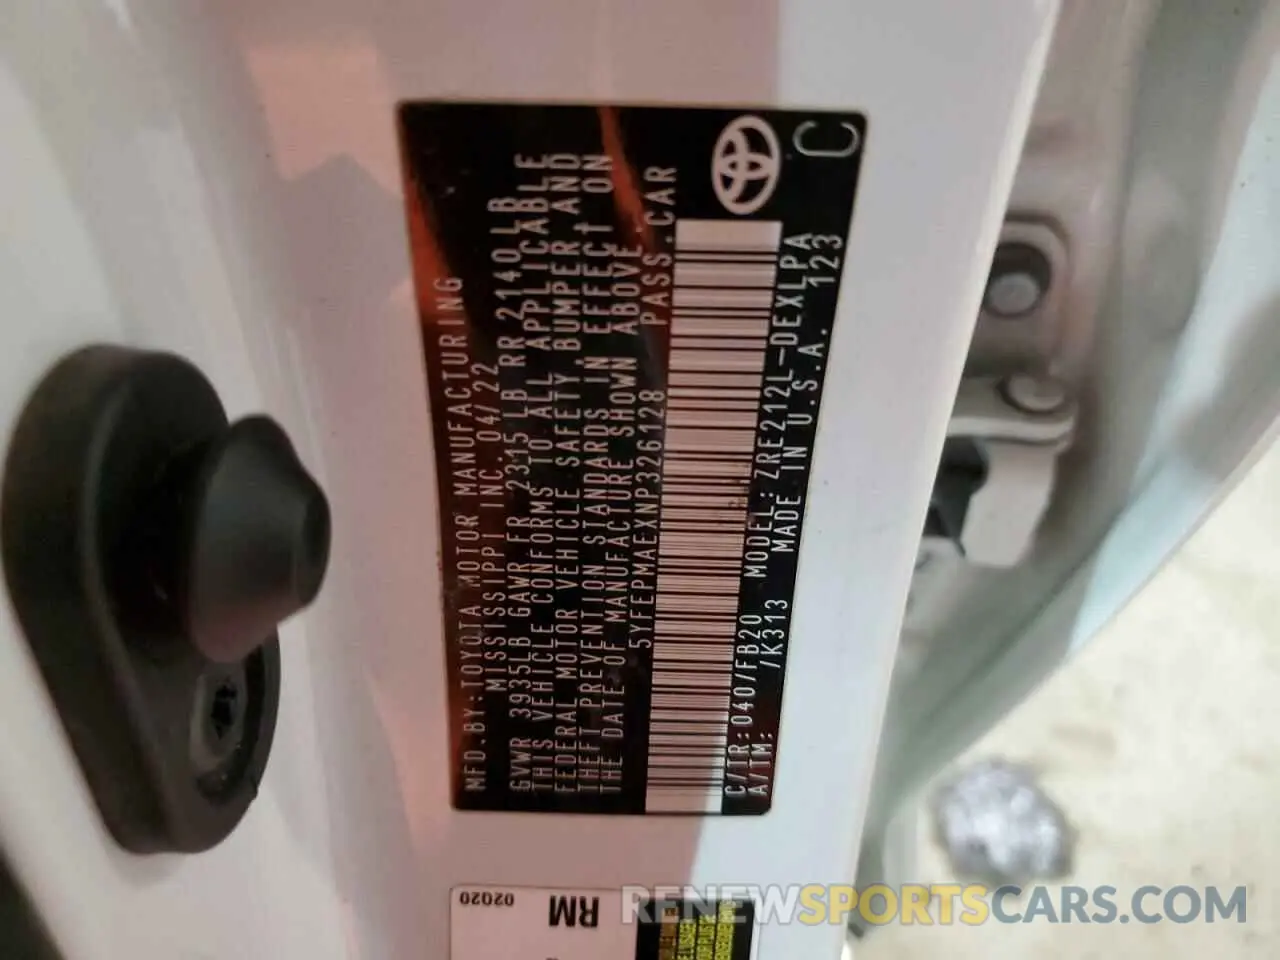 MFD.BY:TOYOTA MOTOR MANUFACTURING
MISSISSIPPI INC. 04/22
GVWR 3935LB GAWR FR 2315LB RR 2140LB
THIS VEHICLE CONFORMS TO ALL APPLICABLE
FEDERAL MOTOR VEHICLE SAFETY, BUMPER AND
THEFT PREVENTION STANDARDS IN EFFECT ON
THE DATE OF MANUFACTURE SHOWN ABOVE.
5YFEPMAEXNP326128 PASS.CAR
C/TR:040/FB20 MODEL:ZRE212L-DEXLPA
A/TM: /K313 MADE IN U.S.A. 123
C
02020
RM
RENEWSPORTSCARS.COM